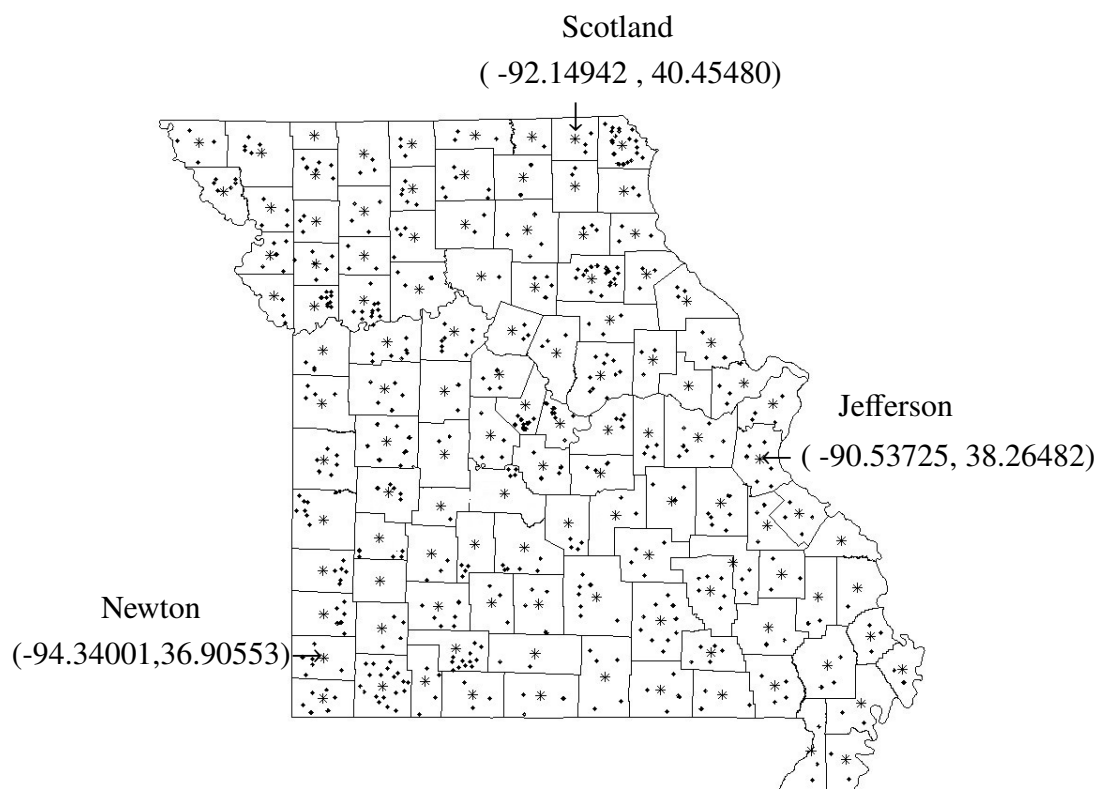 Scotland
( -92.14942 , 40.45480)
Jefferson
( -90.53725, 38.26482)
Newton
(-94.34001,36.90553)